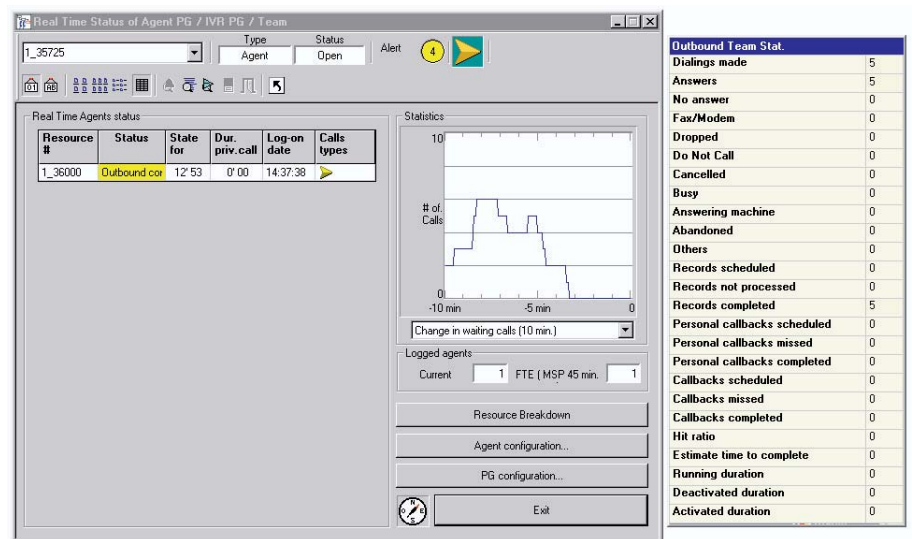 Real Time Status of Agent PG / IVR PG / Team
1_35725
Type
Agent
Status
Open
Alert
4
01 AB
Real Time Agents status
Resource # Status State for Dur. priv.call Log-on date Calls types
1_36000 Outbound cor 12' 53 0' 00 14:37:38
Statistics
10
# of.
Calls
0
-10 min -5 min 0
Change in waiting calls (10 min.)
Logged agents
Current 1 FTE ( MSP 45 min. 1
Resource Breakdown
Agent configuration...
PG configuration...
Exit
Outbound Team Stat.
Dialings made 5
Answers 5
No answer 0
Fax/Modem 0
Dropped 0
Do Not Call 0
Cancelled 0
Busy 0
Answering machine 0
Abandoned 0
Others 0
Records scheduled 0
Records not processed 0
Records completed 5
Personal callbacks scheduled 0
Personal callbacks missed 0
Personal callbacks completed 0
Callbacks scheduled 0
Callbacks missed 0
Callbacks completed 0
Hit ratio 0
Estimate time to complete 0
Running duration 0
Deactivated duration 0
Activated duration 0